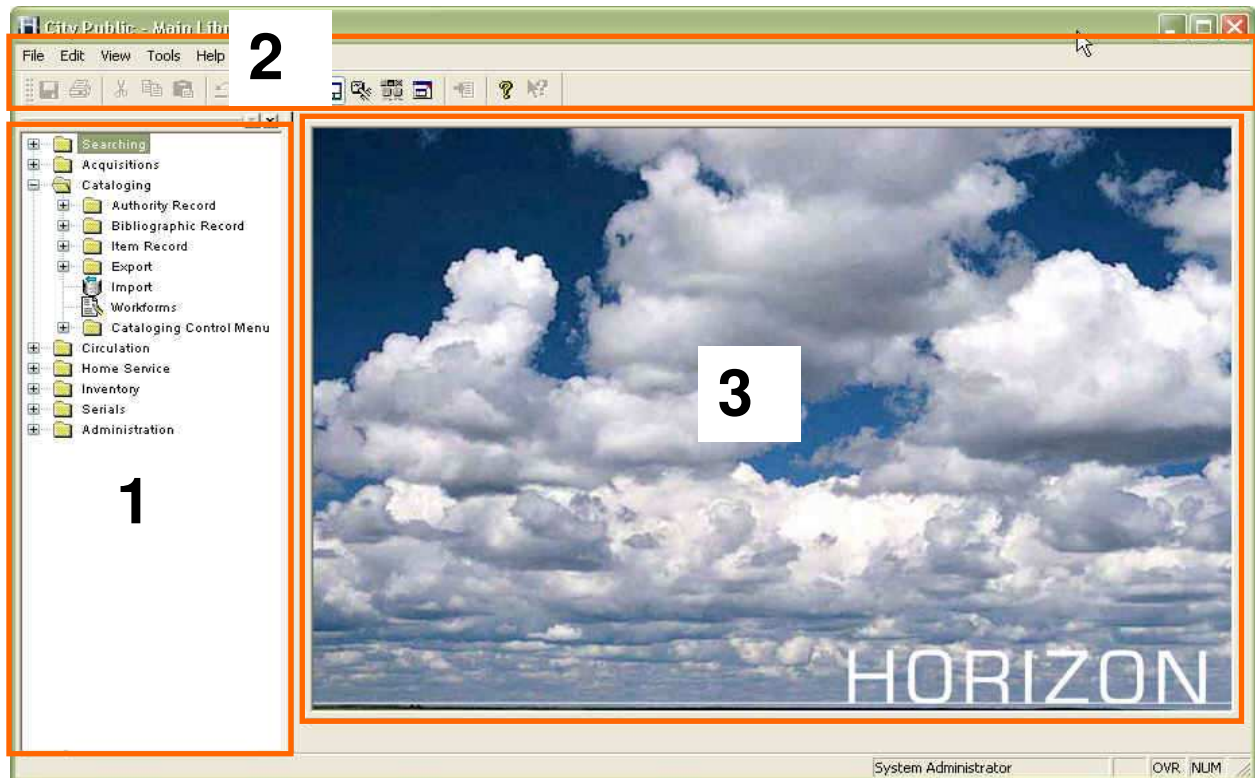 City Public - Main Libr
2
File Edit View Tools Help
Searching
Acquisitions
Cataloging
Authority Record
Bibliographic Record
Item Record
Export
Import
Workforms
Cataloging Control Menu
Circulation
Home Service
Inventory
Serials
Administration
1
3
HORIZON
System Administrator
OVR NUM